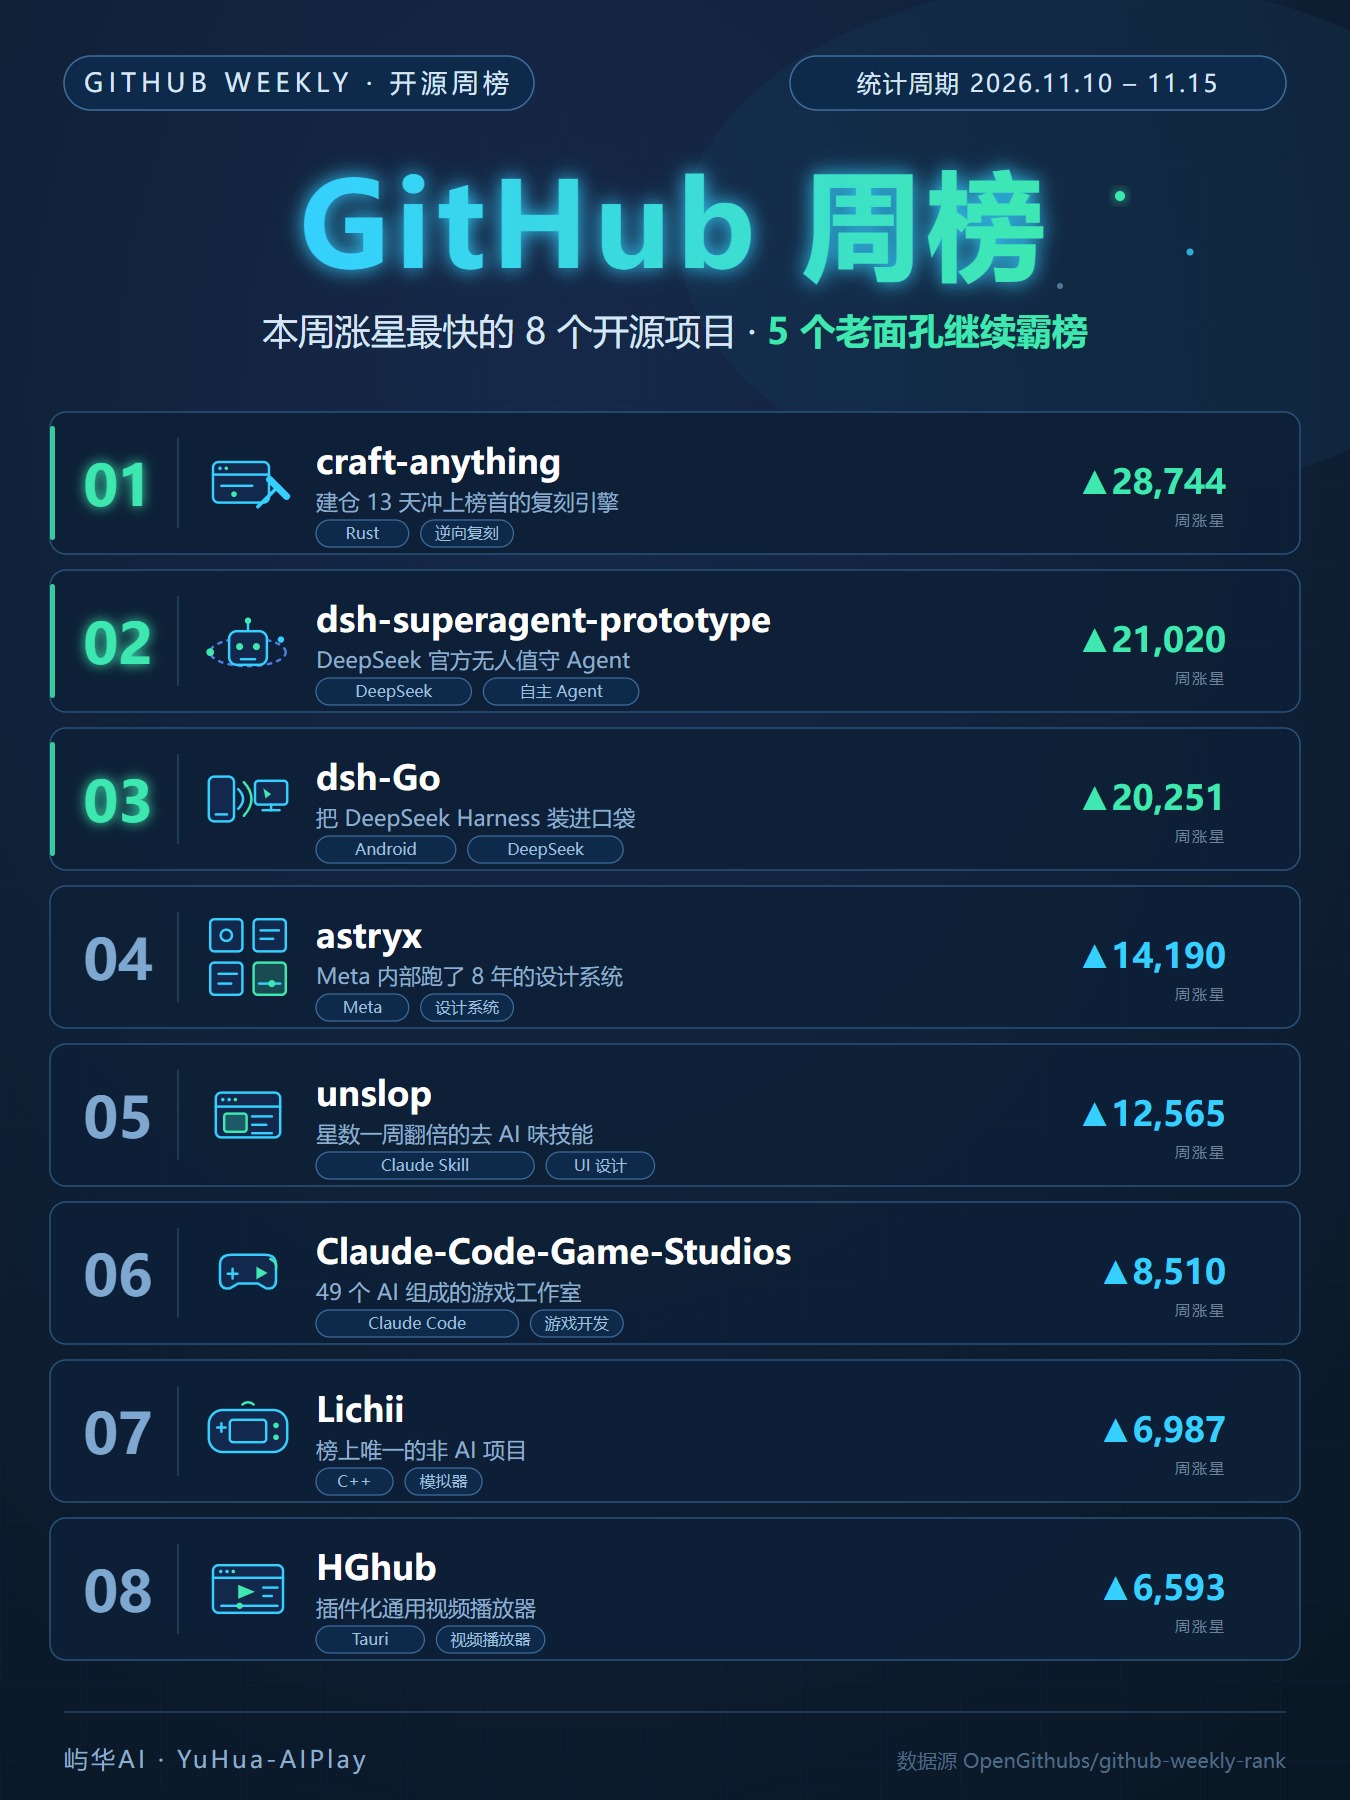 GITHUB WEEKLY · 开源周榜
统计周期 2026.11.10 – 11.15
GitHub 周榜
本周涨星最快的 8 个开源项目 · 5 个老面孔继续霸榜
01
craft-anything
建仓 13 天冲上榜首的复刻引擎
Rust
逆向复刻
▲28,744
周涨星
02
dsh-superagent-prototype
DeepSeek 官方无人值守 Agent
DeepSeek
自主 Agent
▲21,020
周涨星
03
dsh-Go
把 DeepSeek Harness 装进口袋
Android
DeepSeek
▲20,251
周涨星
04
astryx
Meta 内部跑了 8 年的设计系统
Meta
设计系统
▲14,190
周涨星
05
unslop
星数一周翻倍的去 AI 味技能
Claude Skill
UI 设计
▲12,565
周涨星
06
Claude-Code-Game-Studios
49 个 AI 组成的游戏工作室
Claude Code
游戏开发
▲8,510
周涨星
07
Lichii
榜上唯一的非 AI 项目
C++
模拟器
▲6,987
周涨星
08
HGhub
插件化通用视频播放器
Tauri
视频播放器
▲6,593
周涨星
屿华AI · YuHua-AIPlay
数据源 OpenGithubs/github-weekly-rank